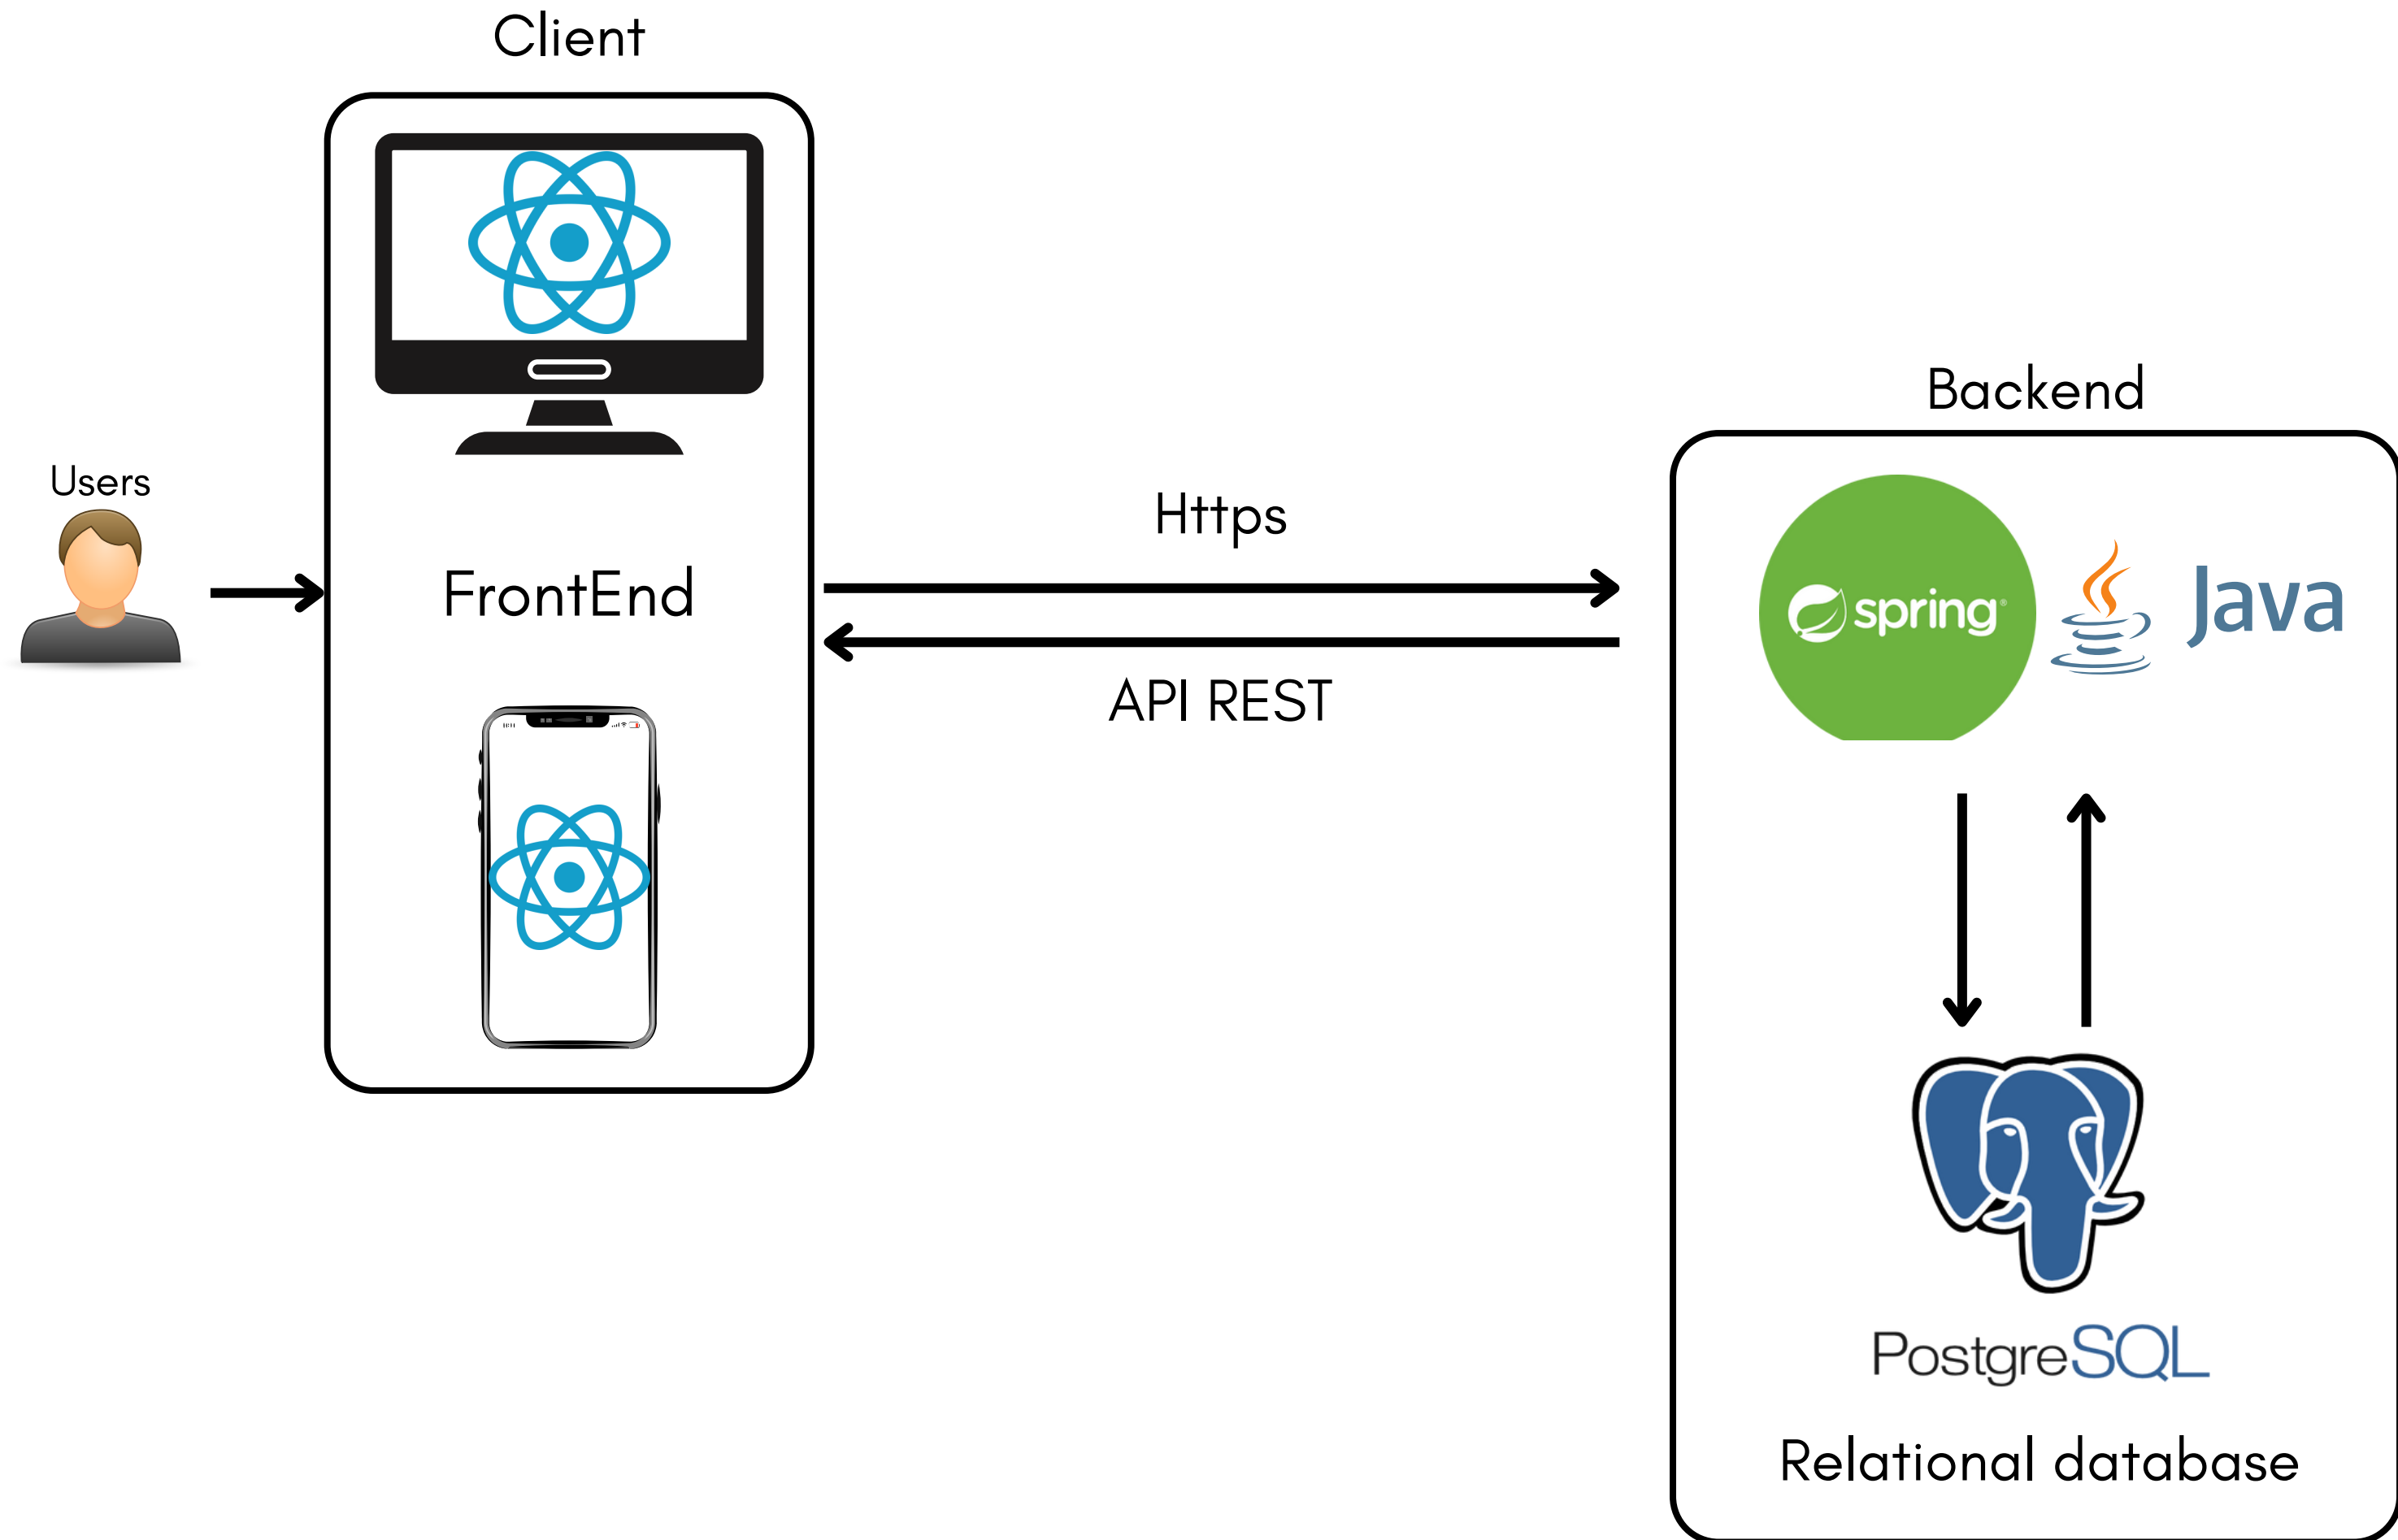 Client
Users
FrontEnd
Https
API REST
Backend
spring
Java
PostgreSQL
Relational database